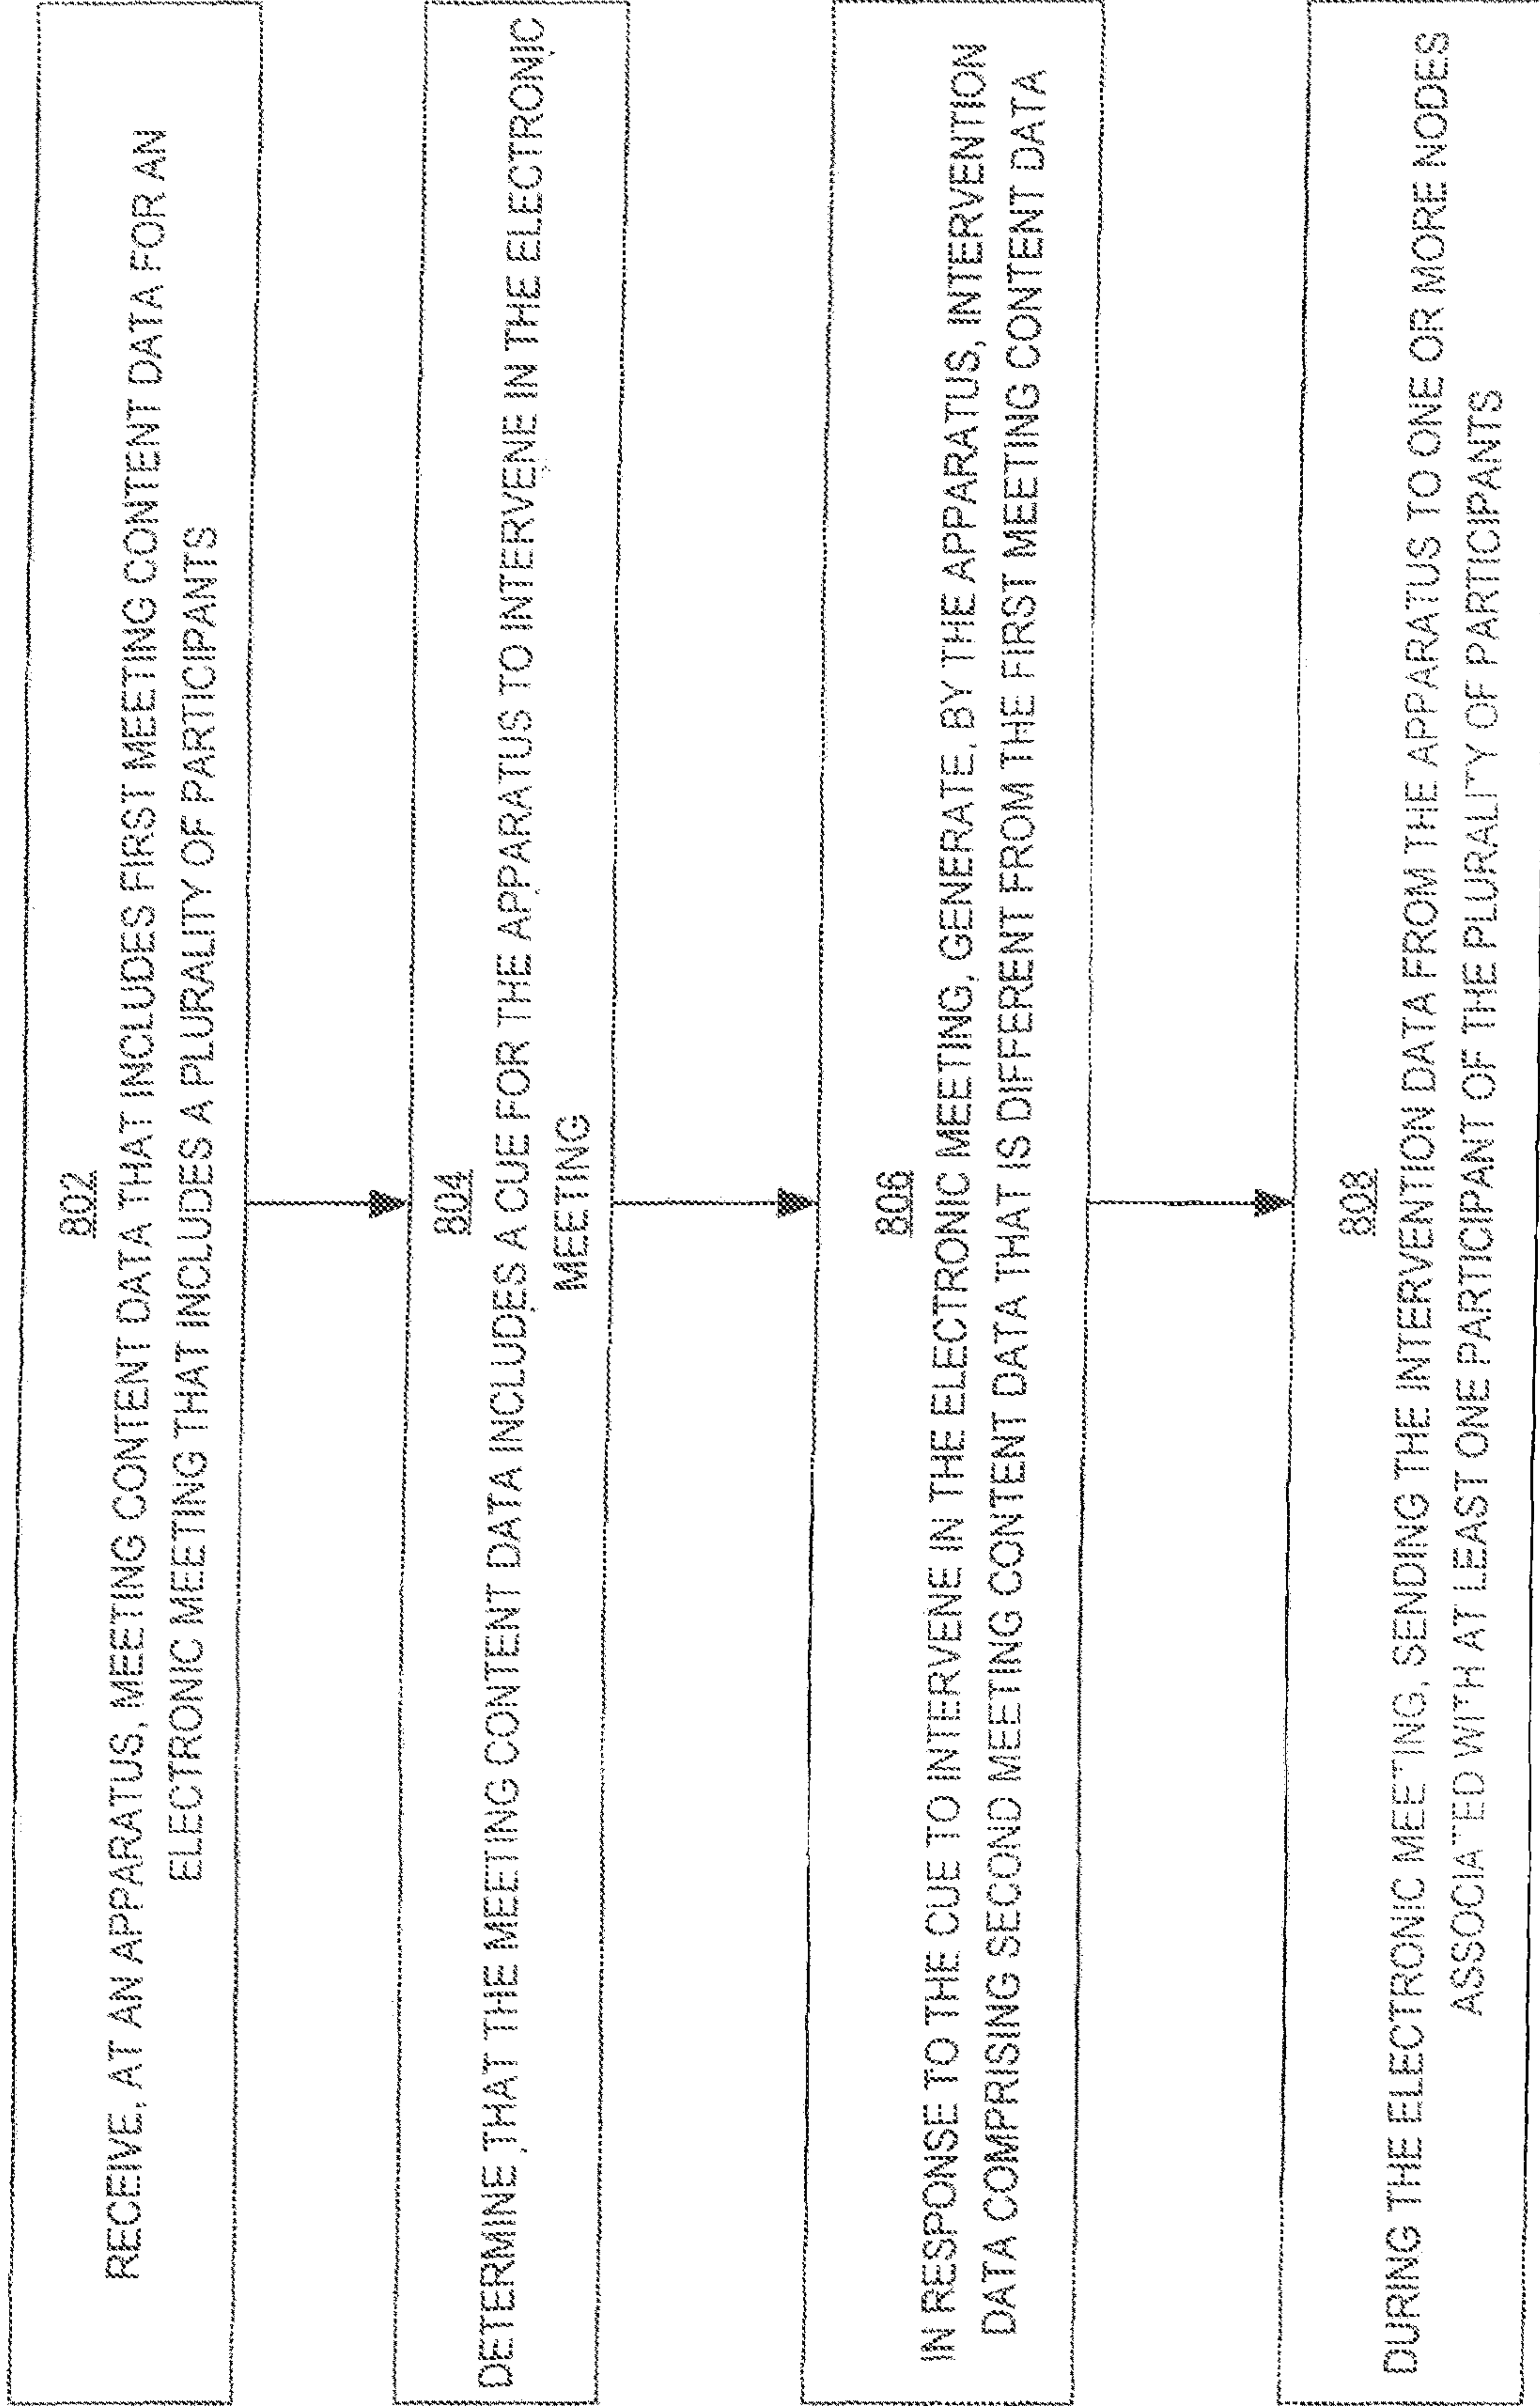 802
RECEIVE, AT AN APPARATUS, MEETING CONTENT DATA THAT INCLUDES FIRST MEETING CONTENT DATA FOR AN
ELECTRONIC MEETING THAT INCLUDES A PLURALITY OF PARTICIPANTS
804
DETERMINE THAT THE MEETING CONTENT DATA INCLUDES A CUE FOR THE APPARATUS TO INTERVENE IN THE ELECTRONIC
MEETING
806
IN RESPONSE TO THE CUE TO INTERVENE IN THE ELECTRONIC MEETING, GENERATE, BY THE APPARATUS, INTERVENTION
DATA COMPRISING SECOND MEETING CONTENT DATA THAT IS DIFFERENT FROM THE FIRST MEETING CONTENT DATA
808
DURING THE ELECTRONIC MEETING, SENDING THE INTERVENTION DATA FROM THE APPARATUS TO ONE OR MORE NODES
ASSOCIATED WITH AT LEAST ONE PARTICIPANT OF THE PLURALITY OF PARTICIPANTS